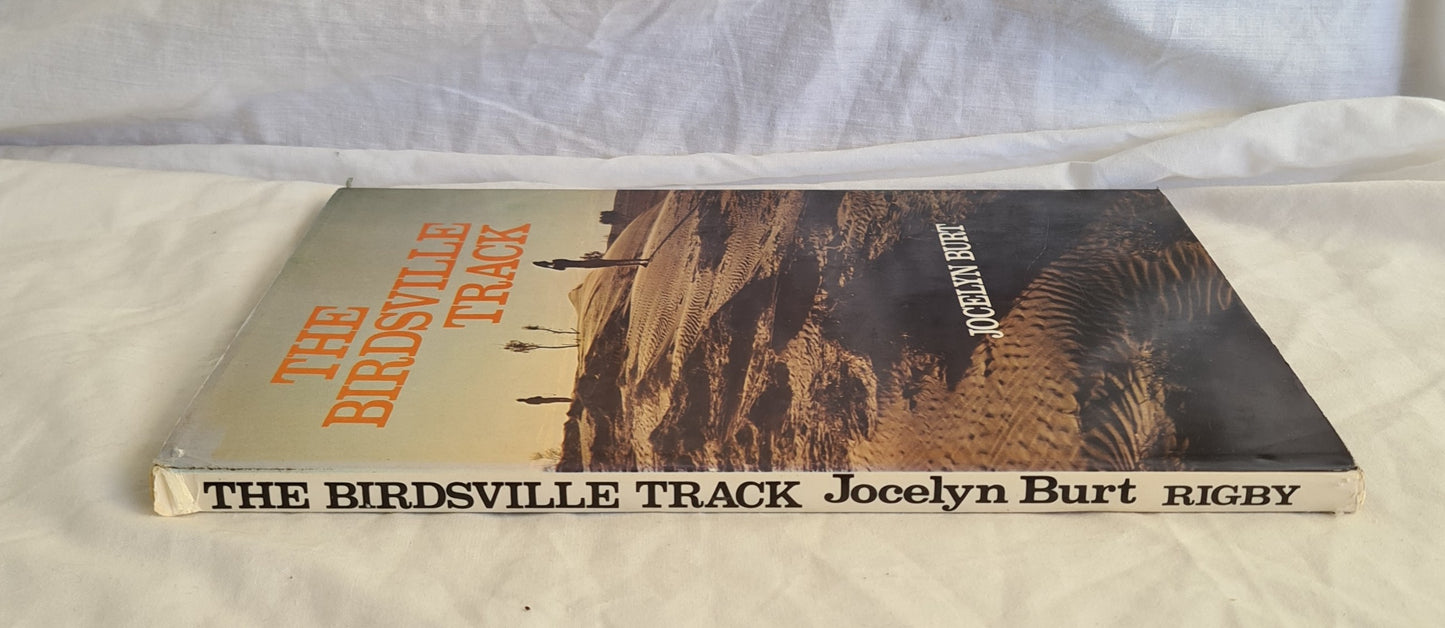 THE
BIRDSVILLE
TRACK
JOCELYN BURT
THE BIRDSVILLE TRACK Jocelyn Burt RIGBY